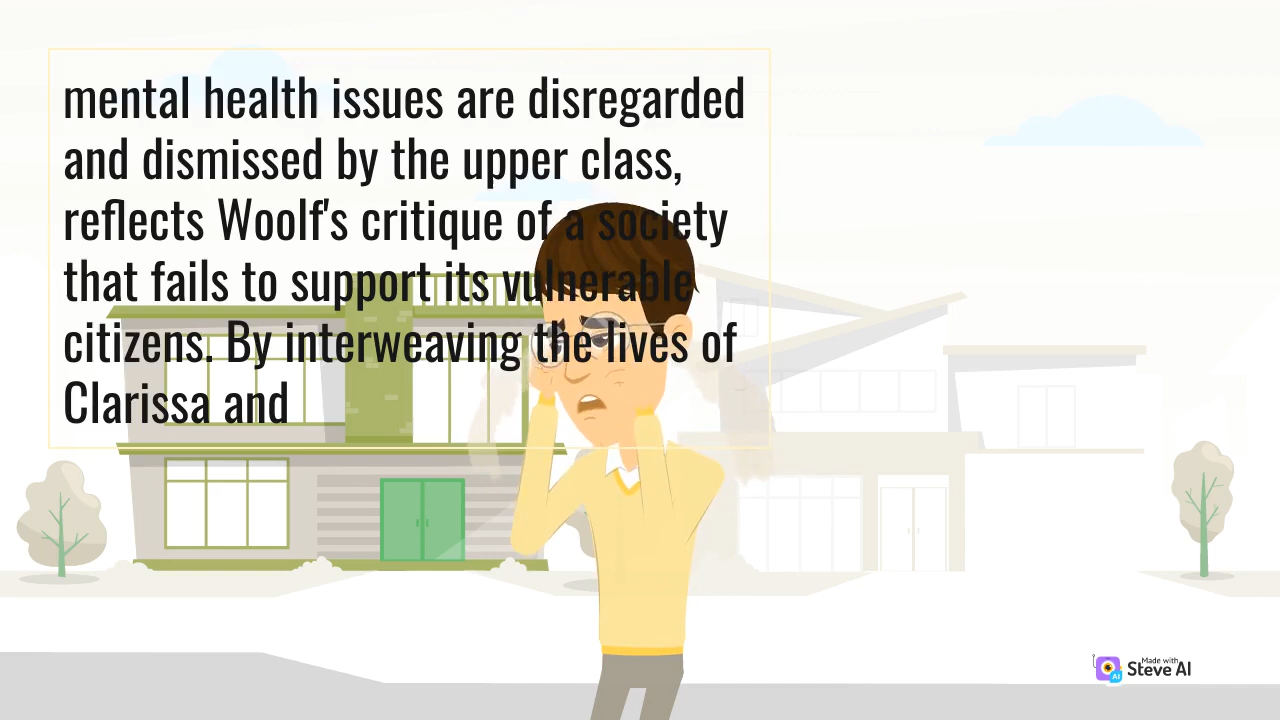 mental health issues are disregarded
and dismissed by the upper class,
reflects Woolf's critique of a society
that fails to support its vulnerable
citizens. By interweaving the lives of
Clarissa and
Made with
Steve AI
AI